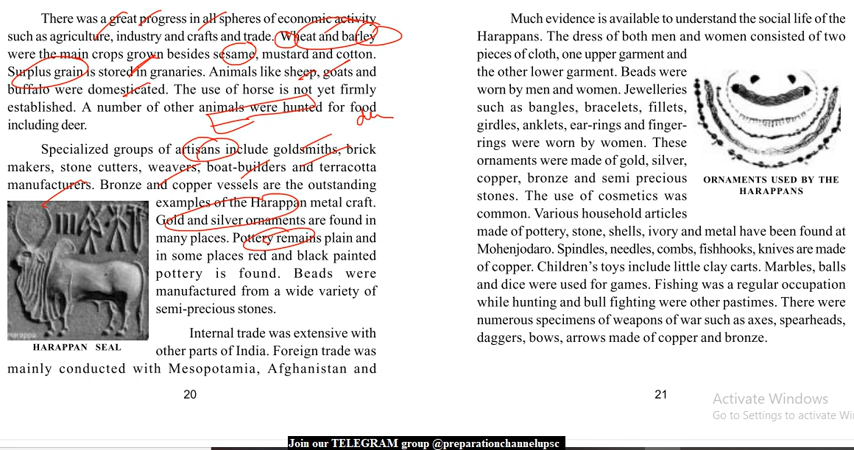 There was a great progress in all spheres of economic activity
such as agriculture, industry and crafts and trade. Wheat and barley
were the main crops grown besides sesame, mustard and cotton.
Surplus grain is stored in granaries. Animals like sheep, goats and
buffalo were domesticated. The use of horse is not yet firmly
established. A number of other animals were hunted for food
including deer.
Specialized groups of artisans include goldsmiths, brick
makers, stone cutters, weavers, boat-builders and terracotta
manufacturers. Bronze and copper vessels are the outstanding
examples of the Harappan metal craft.
Gold and silver ornaments are found in
many places. Pottery remains plain and
in some places red and black painted
pottery is found. Beads were
manufactured from a wide variety of
semi-precious stones.
HARAPPAN SEAL
Internal trade was extensive with
other parts of India. Foreign trade was
mainly conducted with Mesopotamia, Afghanistan and
20
Much evidence is available to understand the social life of the
Harappans. The dress of both men and women consisted of two
pieces of cloth, one upper garment and
the other lower garment. Beads were
worn by men and women. Jewelleries
such as bangles, bracelets, fillets,
girdles, anklets, ear-rings and finger-
rings were worn by women. These
ornaments were made of gold, silver,
copper, bronze and semi precious
stones. The use of cosmetics was
common. Various household articles
ORNAMENTS USED BY THE
HARAPPANS
made of pottery, stone, shells, ivory and metal have been found at
Mohenjodaro. Spindles, needles, combs, fishhooks, knives are made
of copper. Children's toys include little clay carts. Marbles, balls
and dice were used for games. Fishing was a regular occupation
while hunting and bull fighting were other pastimes. There were
numerous specimens of weapons of war such as axes, spearheads,
daggers, bows, arrows made of copper and bronze.
21
Activate Windows
Go to Settings to activate Wi
Join our TELEGRAM group @preparationchannelupsc